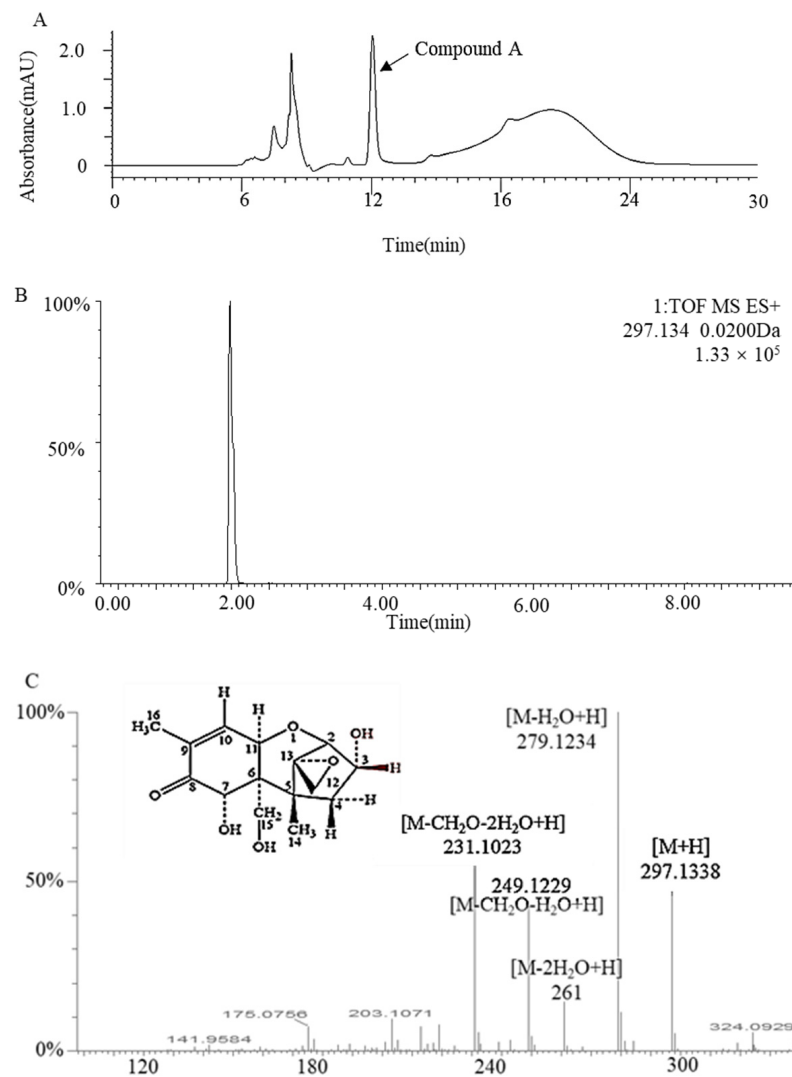 A
Absorbance(mAU)
2.0
1.0
0
Compound A
0
6
12
16
24
30
Time(min)
B
100%
50%
0%
1:TOF MS ES+
297.134 0.0200Da
1.33 × 10⁵
0.00
2.00
4.00
6.00
8.00
Time(min)
C
100%
50%
0%
H
H
16
H₃C
10
11
O
1
2
OH
9
13
O
3
H
8
7
6
5
12
4
H
O
OH
CH₂
15
OH
CH₃
14
H
[M-H₂O+H]
279.1234
[M-CH₂O-2H₂O+H]
231.1023
[M+H]
297.1338
249.1229
[M-CH₂O-H₂O+H]
[M-2H₂O+H]
261
175.0756
203.1071
141.9584
324.0929
120
180
240
300